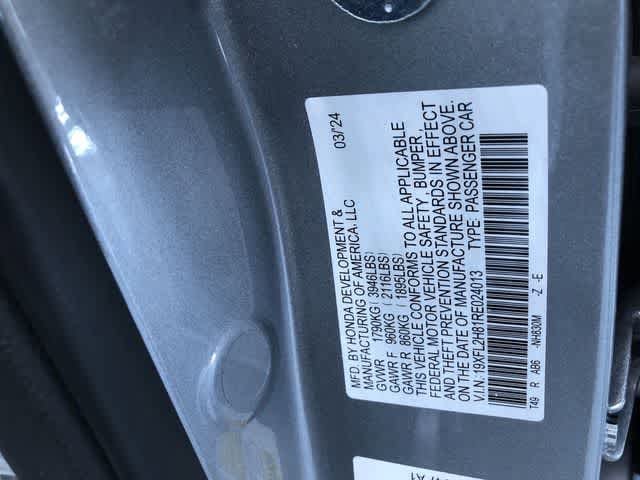 MFD. BY HONDA DEVELOPMENT & 03/'24
MANUFACTURING OF AMERICA, LLC
GVWR 1790KG (3946LBS)
GAWR F 960KG (2116LBS)
GAWR R 860KG (1895LBS)
THIS VEHICLE CONFORMS TO ALL APPLICABLE
FEDERAL MOTOR VEHICLE SAFETY, BUMPER,
AND THEFT PREVENTION STANDARDS IN EFFECT
ON THE DATE OF MANUFACTURE SHOWN ABOVE.
V.I.N. 19XFL2H81RE024013 TYPE: PASSENGER CAR
T49 R AB6 -NH830M -Z -E